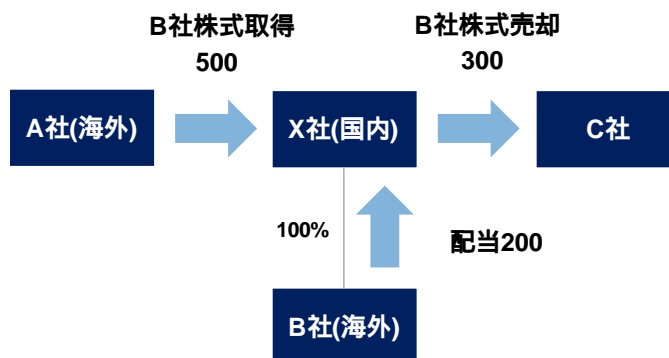 B社株式取得
500
B社株式売却
300
A社(海外)
X社(国内)
C社
100%
配当200
B社(海外)